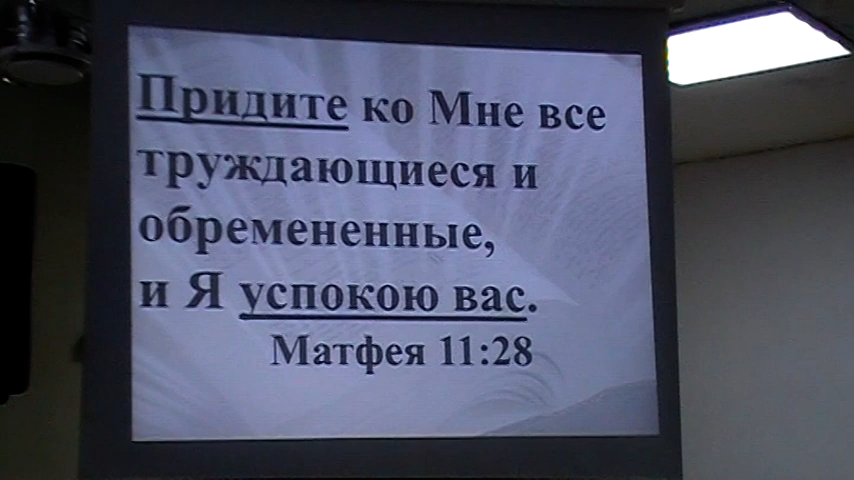 Придите ко Мне все
труждающиеся и
обремененные,
и Я успокою вас.
Матфея 11:28